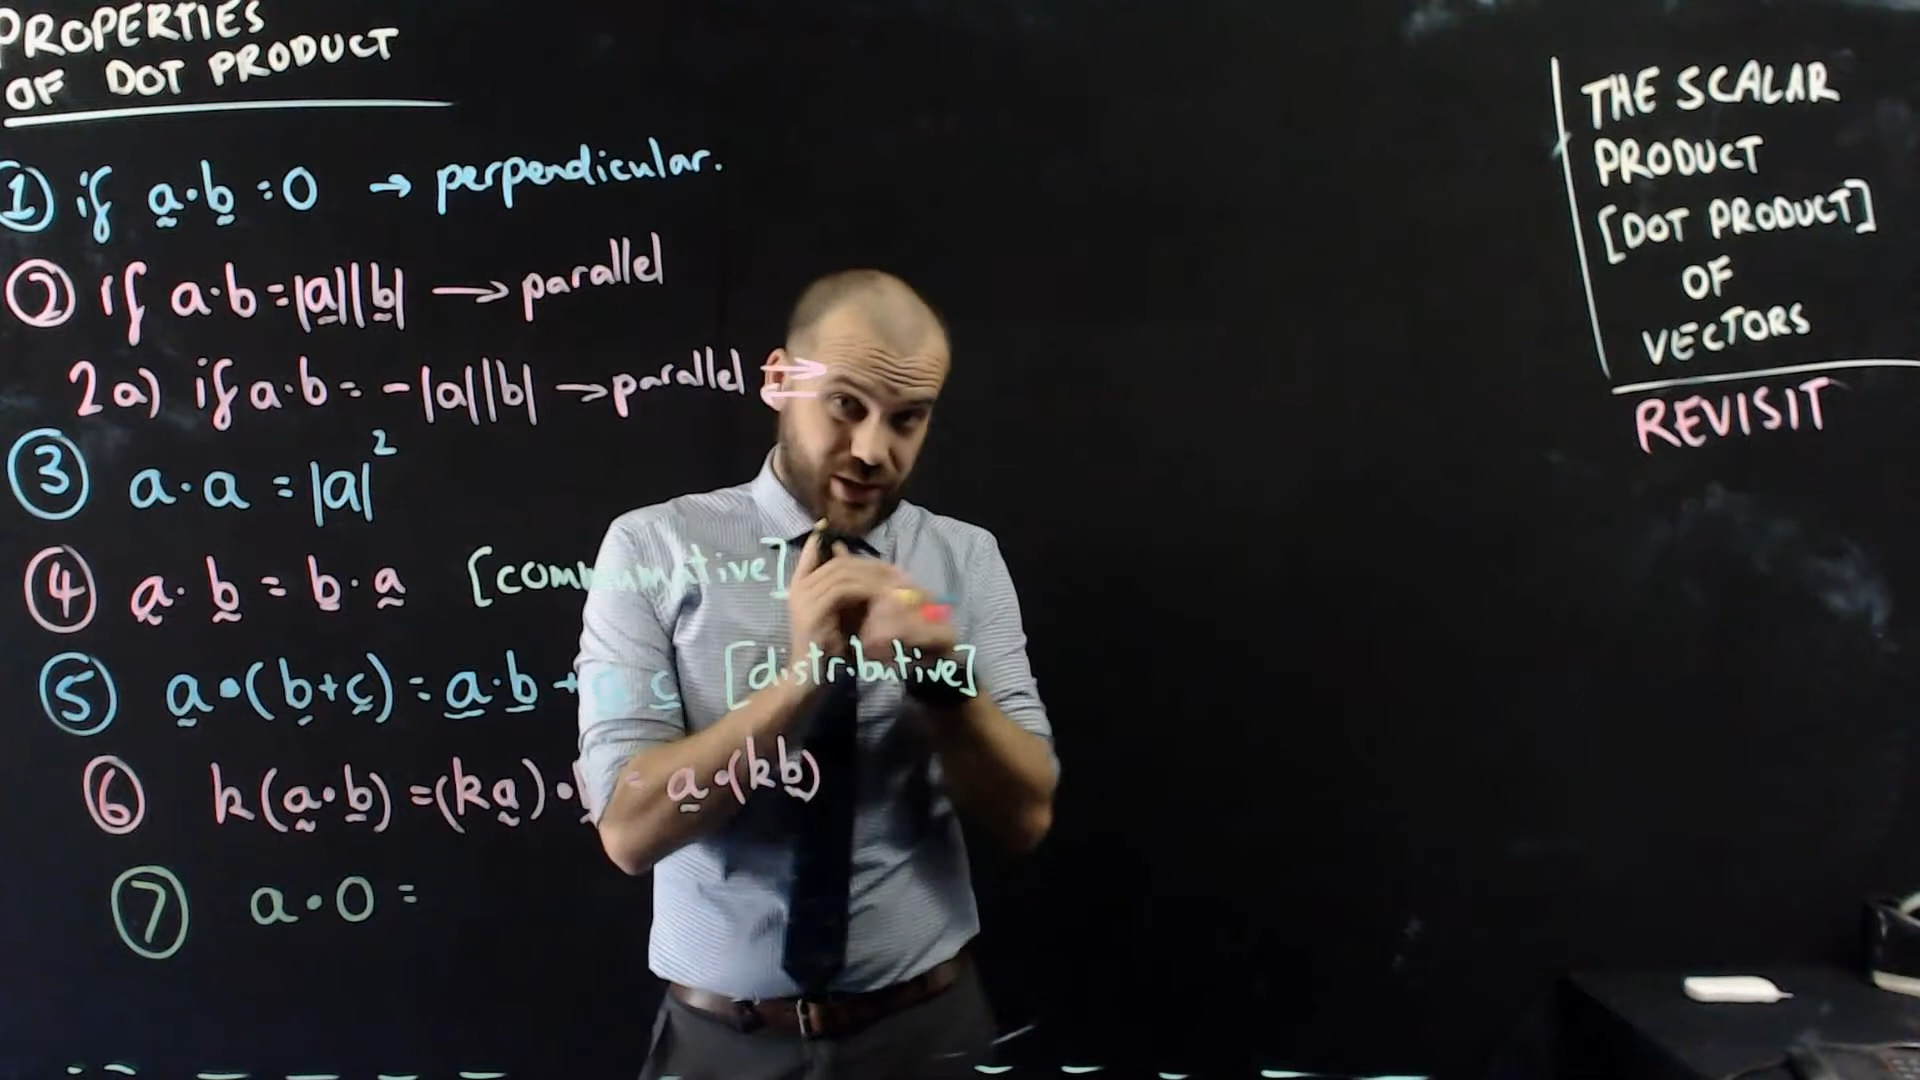 PROPERTIES
OF DOT PRODUCT
① if a·b = 0 → perpendicular.
② if a·b = |a||b| → parallel
2a) if a·b = -|a||b| → parallel
③ a·a = |a|²
④ a·b = b·a [commumative]
⑤ a·(b+c) = a·b + a c [distributive]
⑥ k(a·b) = (ka)·b = a·(kb)
⑦ a·0 =
THE SCALAR
PRODUCT
[DOT PRODUCT]
OF
VECTORS
REVISIT